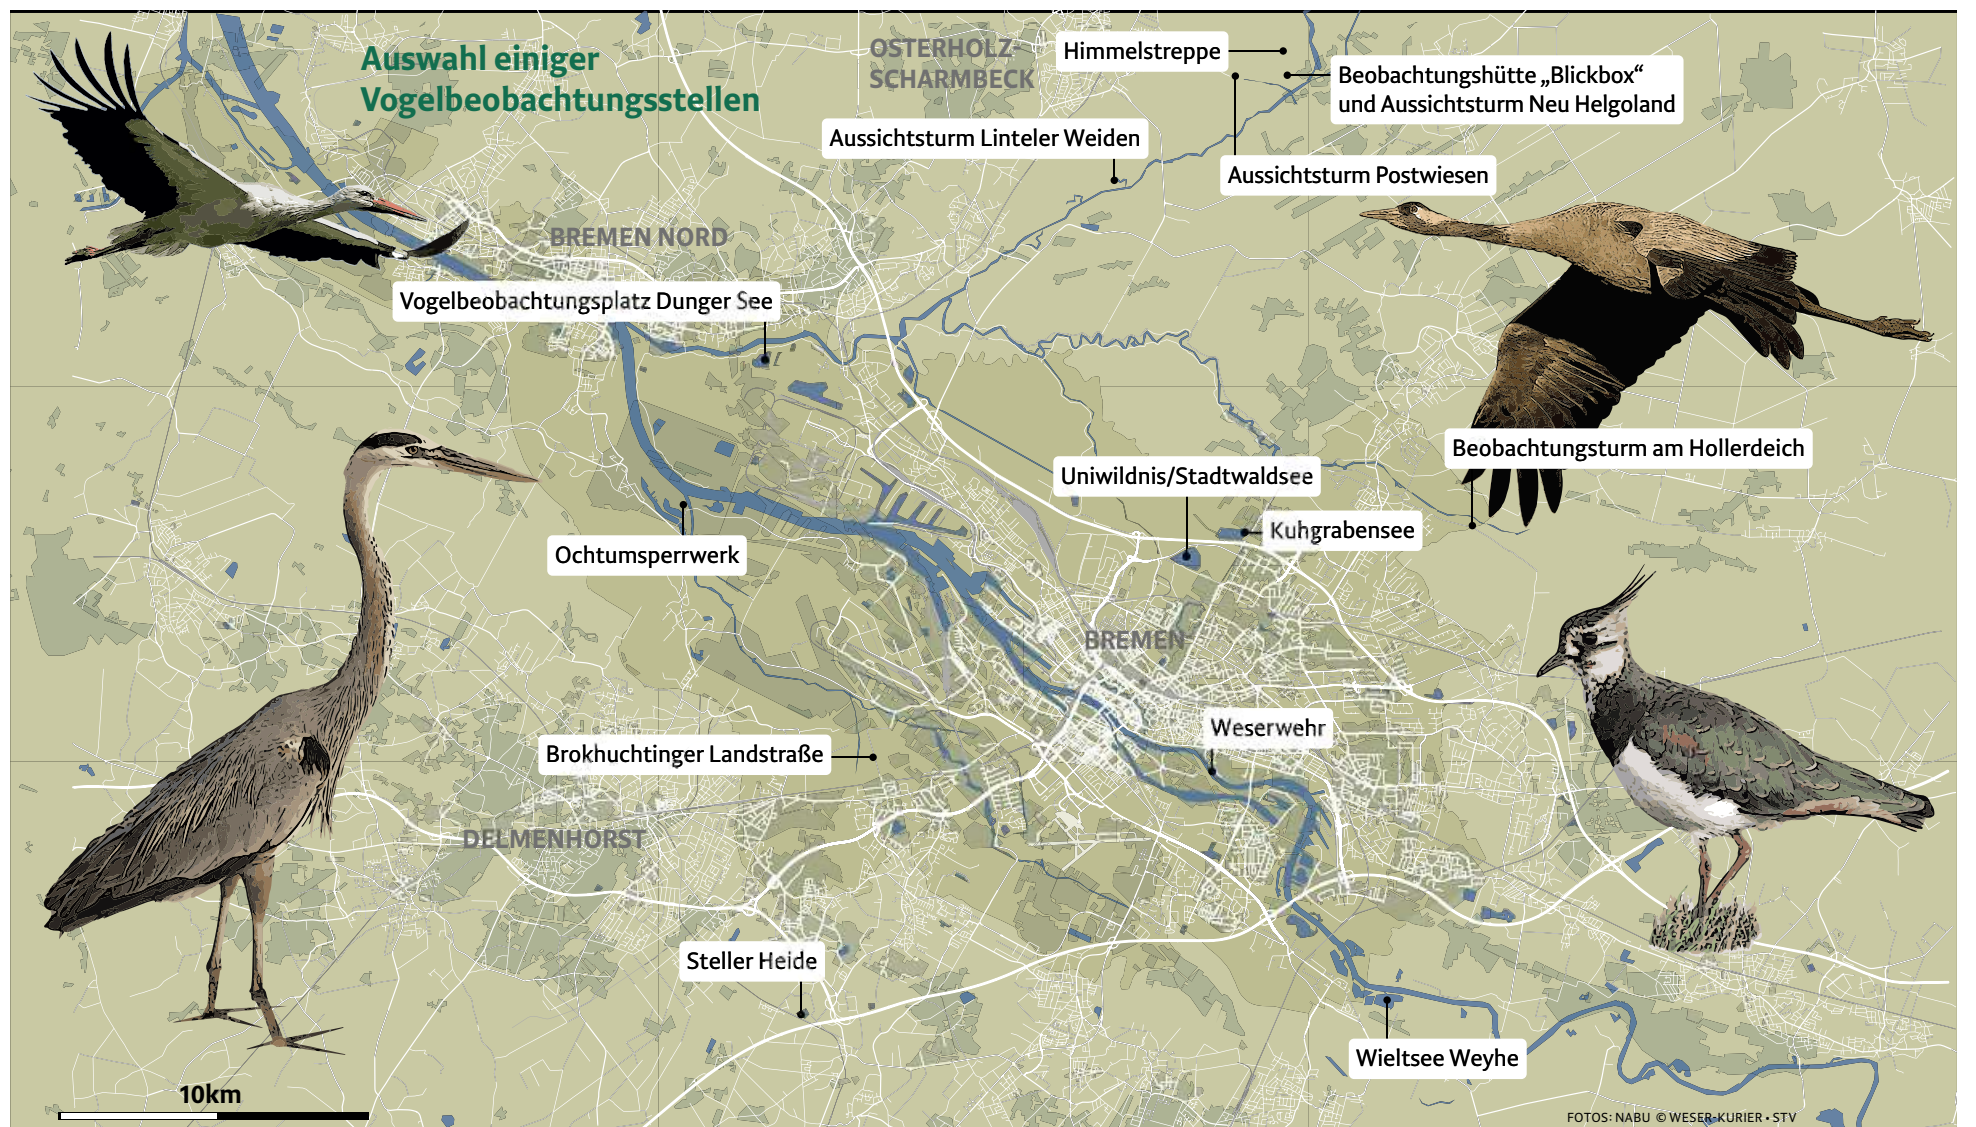 Auswahl einiger
Vogelbeobachtungsstellen
OSTERHOLZ-
SCHARMBECK
Himmelstreppe
Beobachtungshütte „Blickbox“
und Aussichtsturm Neu Helgoland
Aussichtsturm Linteler Weiden
Aussichtsturm Postwiesen
BREMEN NORD
Vogelbeobachtungsplatz Dunger See
Beobachtungsturm am Hollerdeich
Uniwildnis/Stadtwaldsee
Kuhgrabensee
Ochtumsperrwerk
BREMEN
Weserwehr
Brokhuchtinger Landstraße
DELMENHORST
Steller Heide
Wieltsee Weyhe
10km
FOTOS: NABU © WESER-KURIER • STV